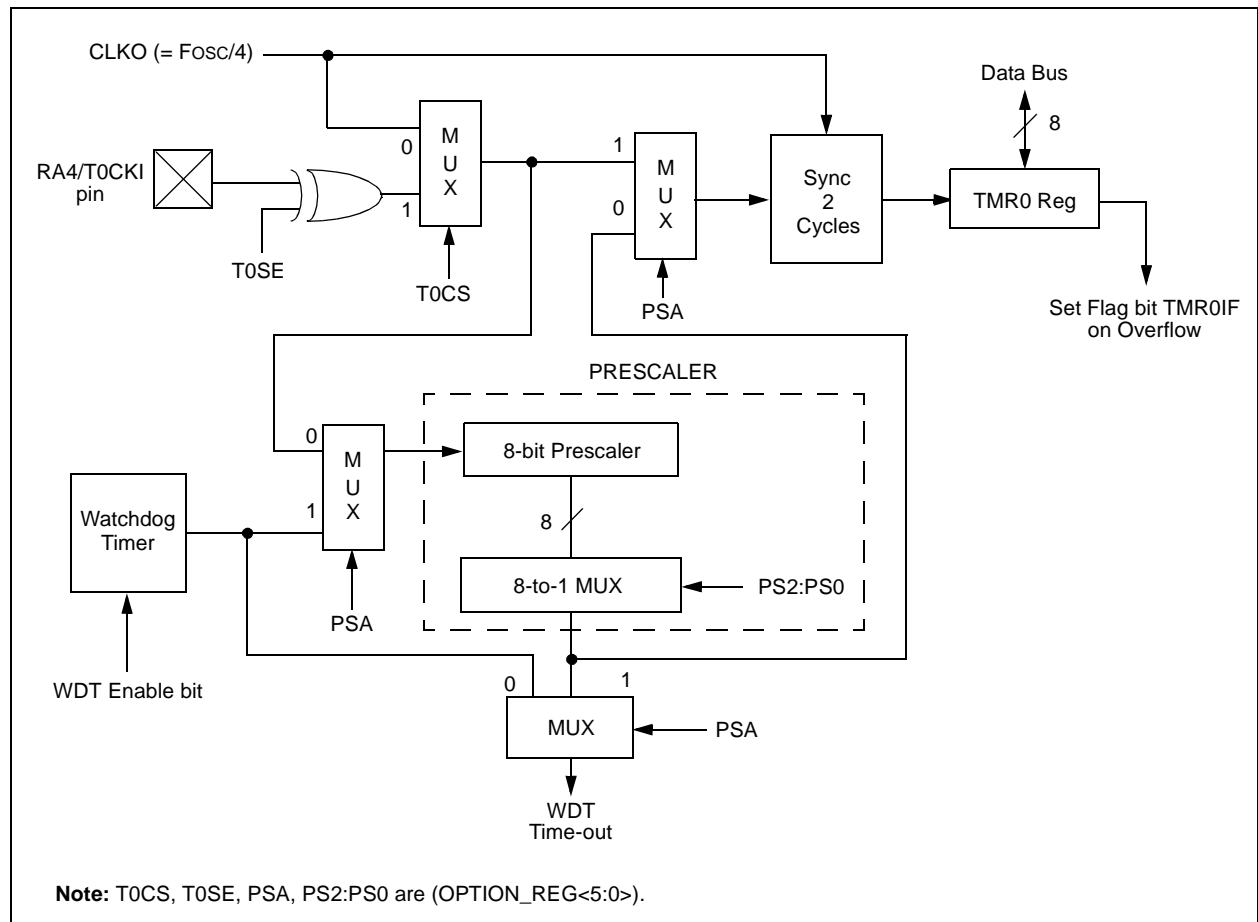 CLKO (= FOSC/4)
Data Bus
8
M
U
X
0
1
RA4/T0CKI
pin
T0SE
T0CS
1
0
M
U
X
PSA
Sync
2
Cycles
TMR0 Reg
Set Flag bit TMR0IF
on Overflow
PRESCALER
0
1
M
U
X
8-bit Prescaler
Watchdog
Timer
8
8-to-1 MUX
PS2:PS0
PSA
WDT Enable bit
0
1
MUX
PSA
WDT
Time-out
Note: T0CS, T0SE, PSA, PS2:PS0 are (OPTION_REG<5:0>).